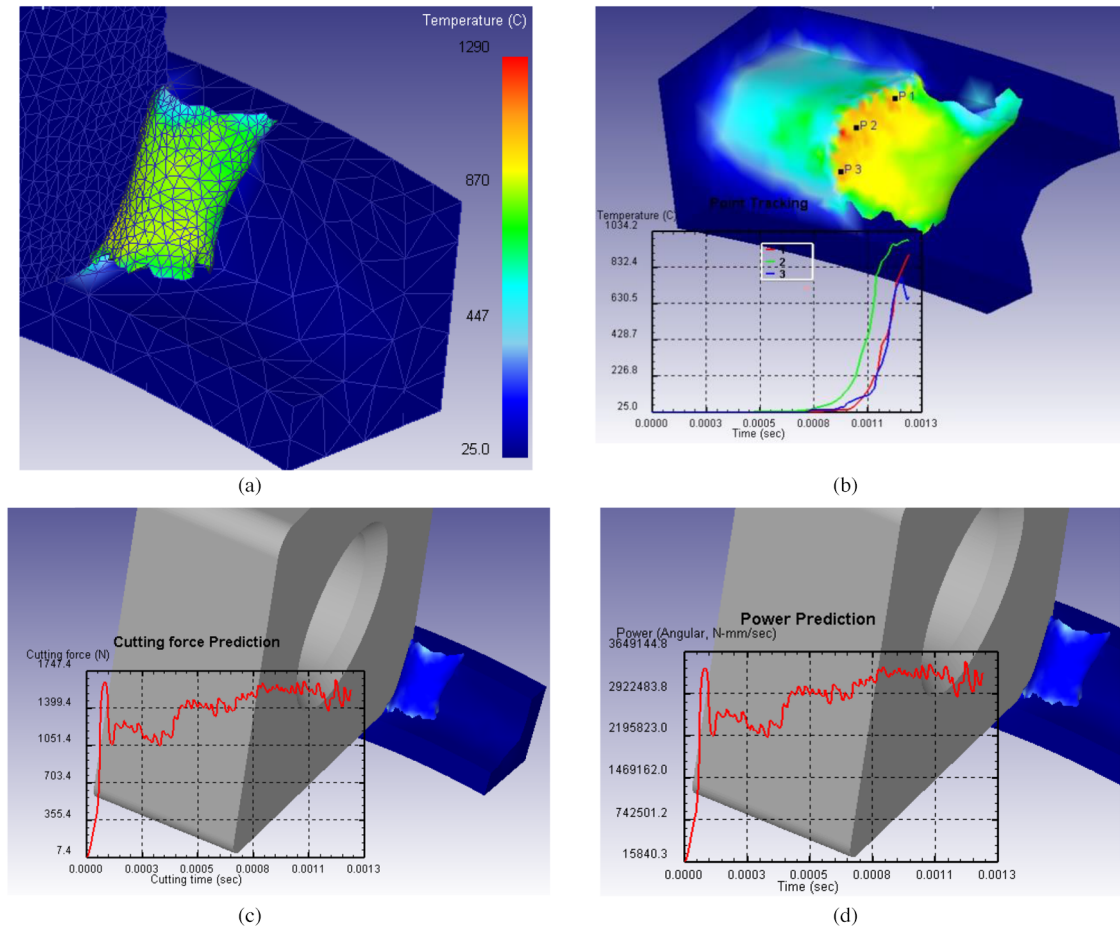 Temperature (C)
1290
870
447
25.0
(a)
P 1
P 2
P 3
Point Tracking
Temperature (C)
1034.2
832.4
630.5
428.7
226.8
25.0
2
3
0.0000 0.0003 0.0005 0.0008 0.0011 0.0013
Time (sec)
(b)
Cutting force Prediction
Cutting force (N)
1747.4
1399.4
1051.4
703.4
355.4
7.4
0.0000 0.0003 0.0005 0.0008 0.0011 0.0013
Cutting time (sec)
(c)
Power Prediction
Power (Angular, N-mm/sec)
3649144.8
2922483.8
2195823.0
1469162.0
742501.2
15840.3
0.0000 0.0003 0.0005 0.0008 0.0011 0.0013
Time (sec)
(d)